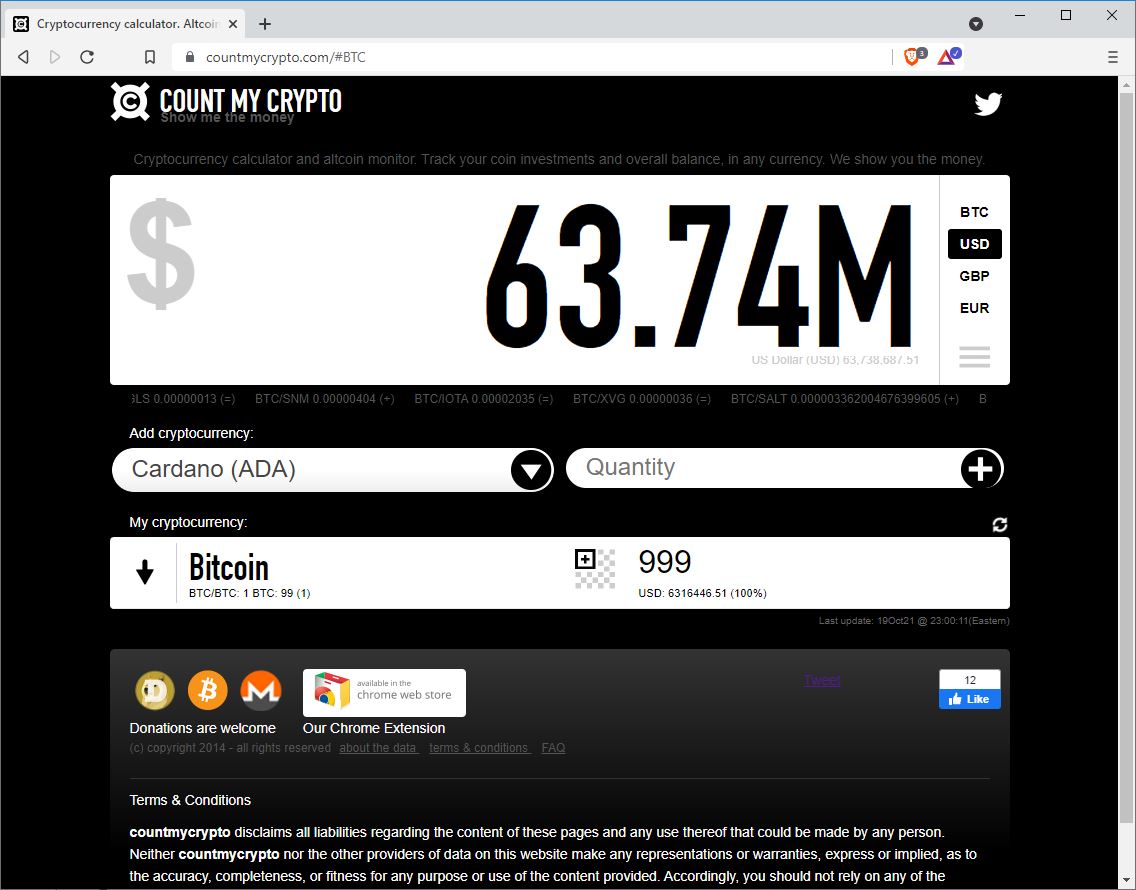 Cryptocurrency calculator. Altcoin
countmycrypto.com/#BTC
3
COUNT MY CRYPTO
Show me the money
Cryptocurrency calculator and altcoin monitor. Track your coin investments and overall balance, in any currency. We show you the money.
$
63.74M
US Dollar (USD) 63,738,687.51
BTC
USD
GBP
EUR
LS 0.00000013 (=) BTC/SNM 0.00000404 (+) BTC/IOTA 0.00002035 (=) BTC/XVG 0.00000036 (=) BTC/SALT 0.000003362004676399605 (+) B
Add cryptocurrency:
Cardano (ADA)
Quantity
My cryptocurrency:
Bitcoin
BTC/BTC: 1 BTC: 99 (1)
999
USD: 6316446.51 (100%)
Last update: 19Oct21 @ 23:00:11(Eastern)
available in the
chrome web store
Tweet
12
Like
Donations are welcome
Our Chrome Extension
(c) copyright 2014 - all rights reserved about the data terms & conditions FAQ
Terms & Conditions
countmycrypto disclaims all liabilities regarding the content of these pages and any use thereof that could be made by any person.
Neither countmycrypto nor the other providers of data on this website make any representations or warranties, express or implied, as to
the accuracy, completeness, or fitness for any purpose or use of the content provided. Accordingly, you should not rely on any of the